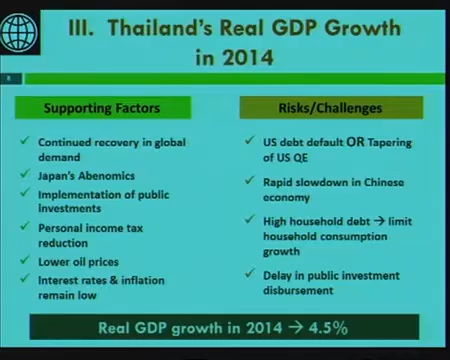 III. Thailand's Real GDP Growth
in 2014
Supporting Factors
✓ Continued recovery in global
demand
✓ Japan's Abenomics
✓ Implementation of public
investments
✓ Personal income tax
reduction
✓ Lower oil prices
✓ Interest rates & inflation
remain low
Risks/Challenges
✓ US debt default OR Tapering
of US QE
✓ Rapid slowdown in Chinese
economy
✓ High household debt → limit
household consumption
growth
✓ Delay in public investment
disbursement
Real GDP growth in 2014 → 4.5%